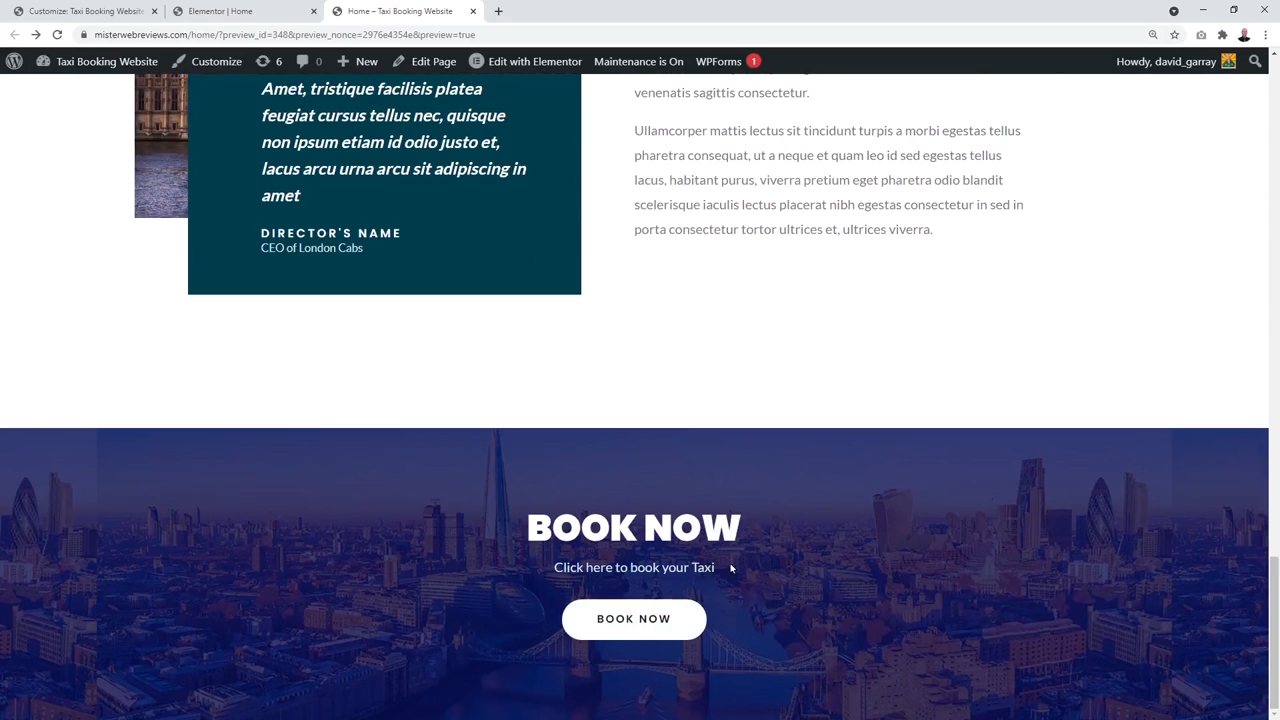 Customize: Taxi Booking Website
Elementor | Home
Home – Taxi Booking Website
misterwebreviews.com/home/?preview_id=348&preview_nonce=2976e4354e&preview=true
Taxi Booking Website
Customize
6
0
New
Edit Page
Edit with Elementor
Maintenance is On
WPForms 1
Howdy, david_garray
Amet, tristique facilisis platea
feugiat cursus tellus nec, quisque
non ipsum etiam id odio justo et,
lacus arcu urna arcu sit adipiscing in
amet
DIRECTOR'S NAME
CEO of London Cabs
venenatis sagittis consectetur.
Ullamcorper mattis lectus sit tincidunt turpis a morbi egestas tellus
pharetra consequat, ut a neque et quam leo id sed egestas tellus
lacus, habitant purus, viverra pretium eget pharetra odio blandit
scelerisque iaculis lectus placerat nibh egestas consectetur in sed in
porta consectetur tortor ultrices et, ultrices viverra.
BOOK NOW
Click here to book your Taxi
BOOK NOW